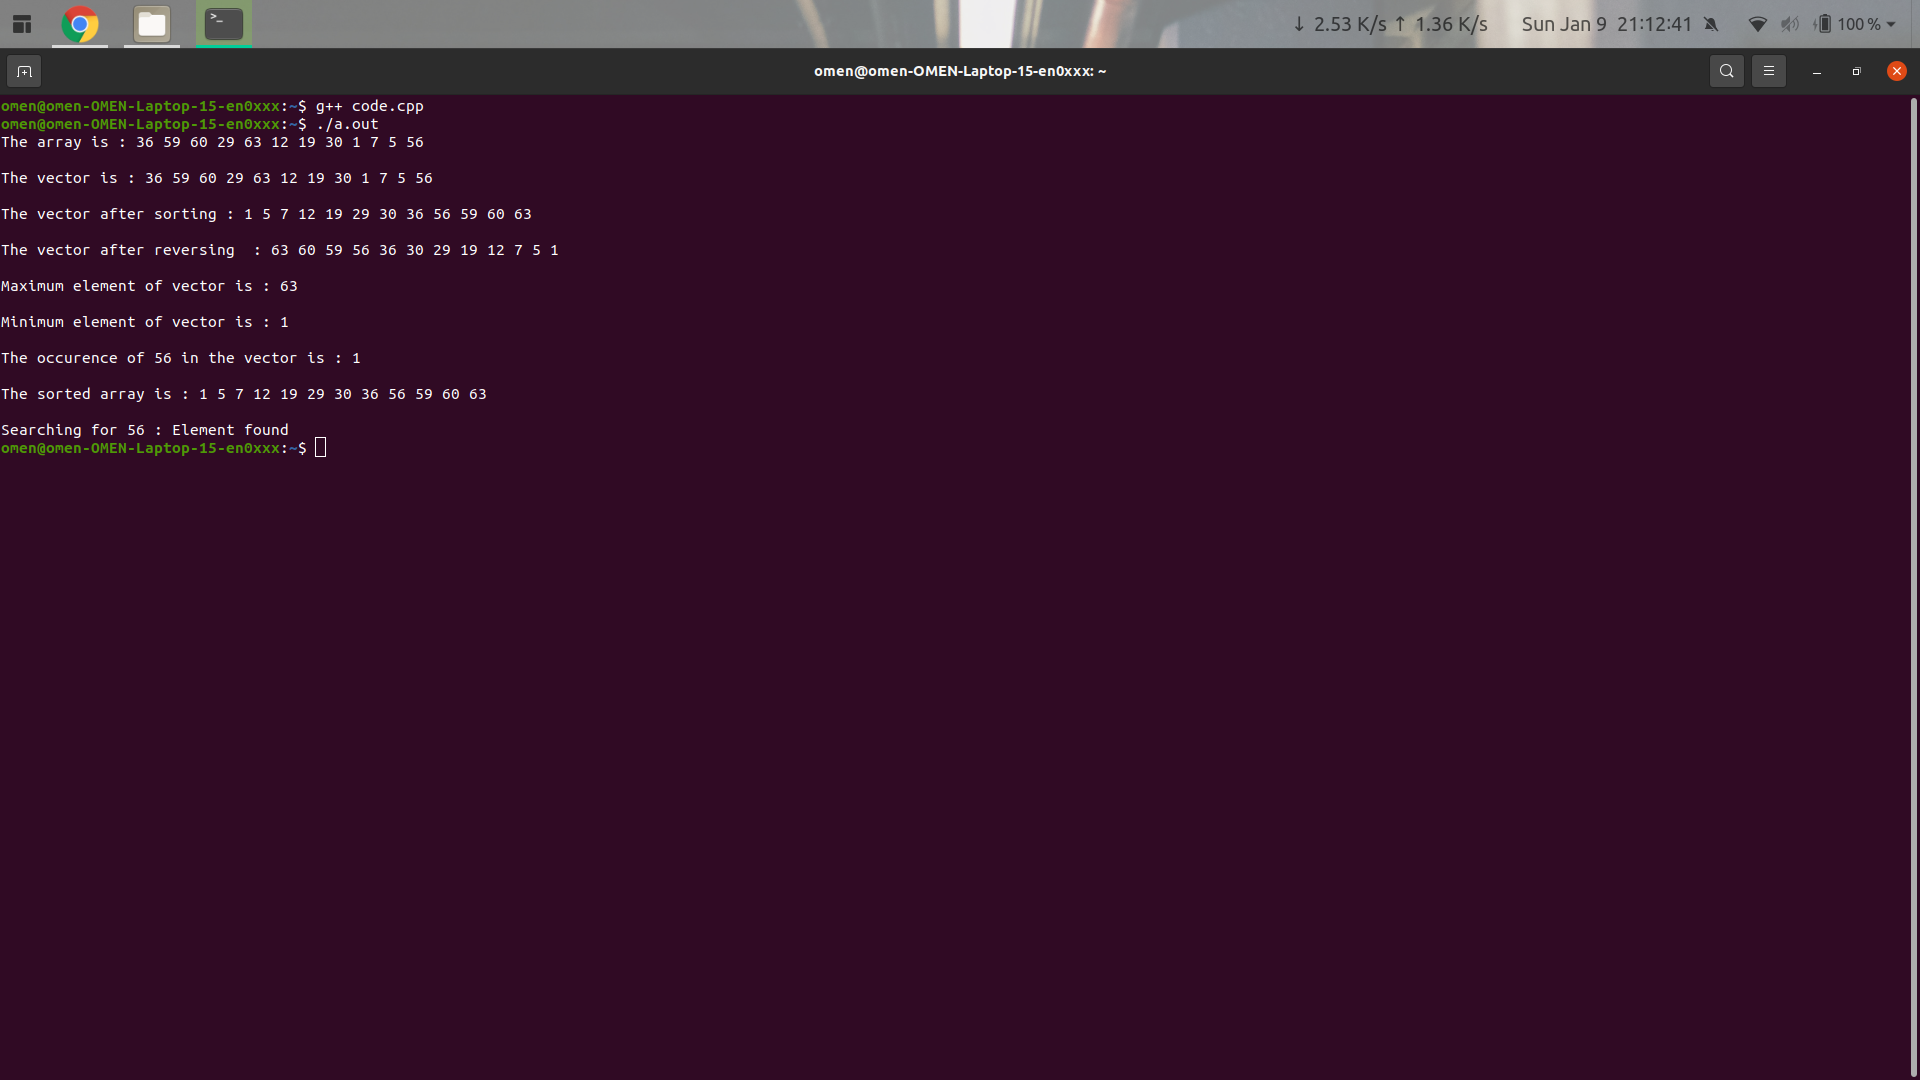 ↓ 2.53 K/s ↑ 1.36 K/s Sun Jan 9 21:12:41 100 %
omen@omen-OMEN-Laptop-15-en0xxx: ~
omen@omen-OMEN-Laptop-15-en0xxx:~$ g++ code.cpp
omen@omen-OMEN-Laptop-15-en0xxx:~$ ./a.out
The array is : 36 59 60 29 63 12 19 30 1 7 5 56
The vector is : 36 59 60 29 63 12 19 30 1 7 5 56
The vector after sorting : 1 5 7 12 19 29 30 36 56 59 60 63
The vector after reversing  : 63 60 59 56 36 30 29 19 12 7 5 1
Maximum element of vector is : 63
Minimum element of vector is : 1
The occurence of 56 in the vector is : 1
The sorted array is : 1 5 7 12 19 29 30 36 56 59 60 63
Searching for 56 : Element found
omen@omen-OMEN-Laptop-15-en0xxx:~$